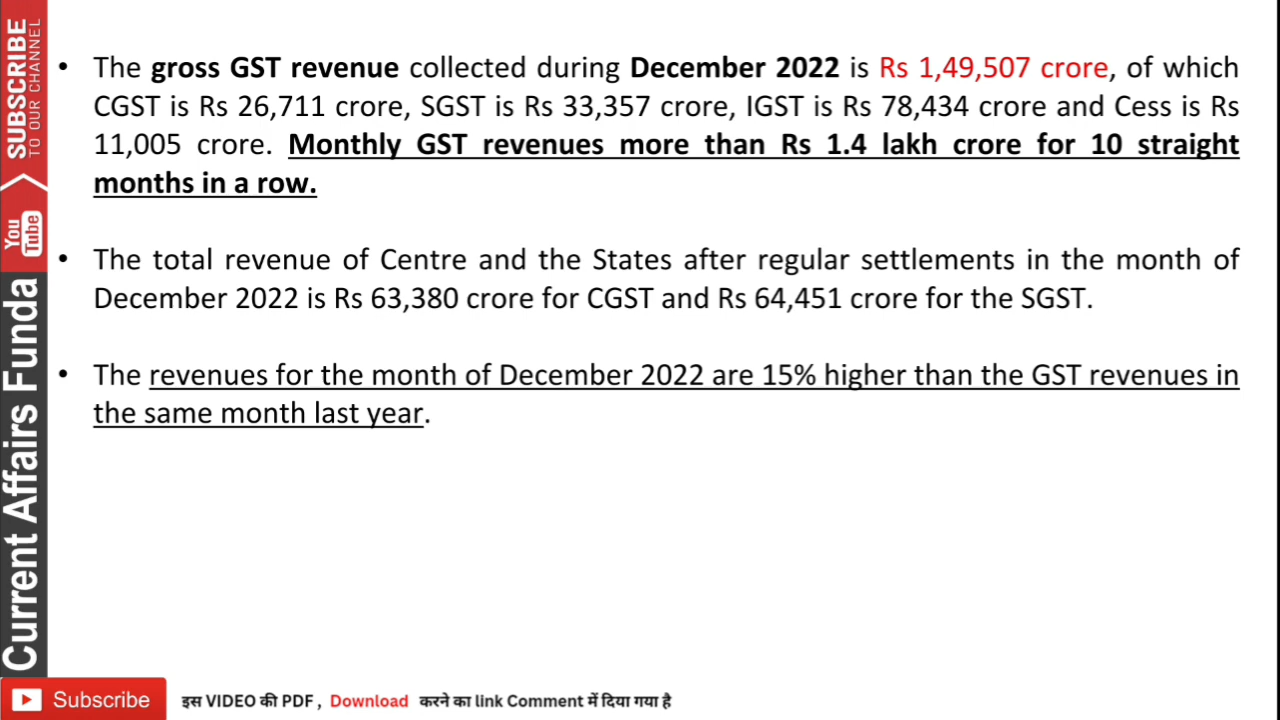 • The gross GST revenue collected during December 2022 is Rs 1,49,507 crore, of which
CGST is Rs 26,711 crore, SGST is Rs 33,357 crore, IGST is Rs 78,434 crore and Cess is Rs
11,005 crore. Monthly GST revenues more than Rs 1.4 lakh crore for 10 straight
months in a row.
• The total revenue of Centre and the States after regular settlements in the month of
December 2022 is Rs 63,380 crore for CGST and Rs 64,451 crore for the SGST.
• The revenues for the month of December 2022 are 15% higher than the GST revenues in
the same month last year.
SUBSCRIBE
TO OUR CHANNEL
You
Tube
Current Affairs Funda
Subscribe
इस VIDEO की PDF , Download करने का link Comment में दिया गया है